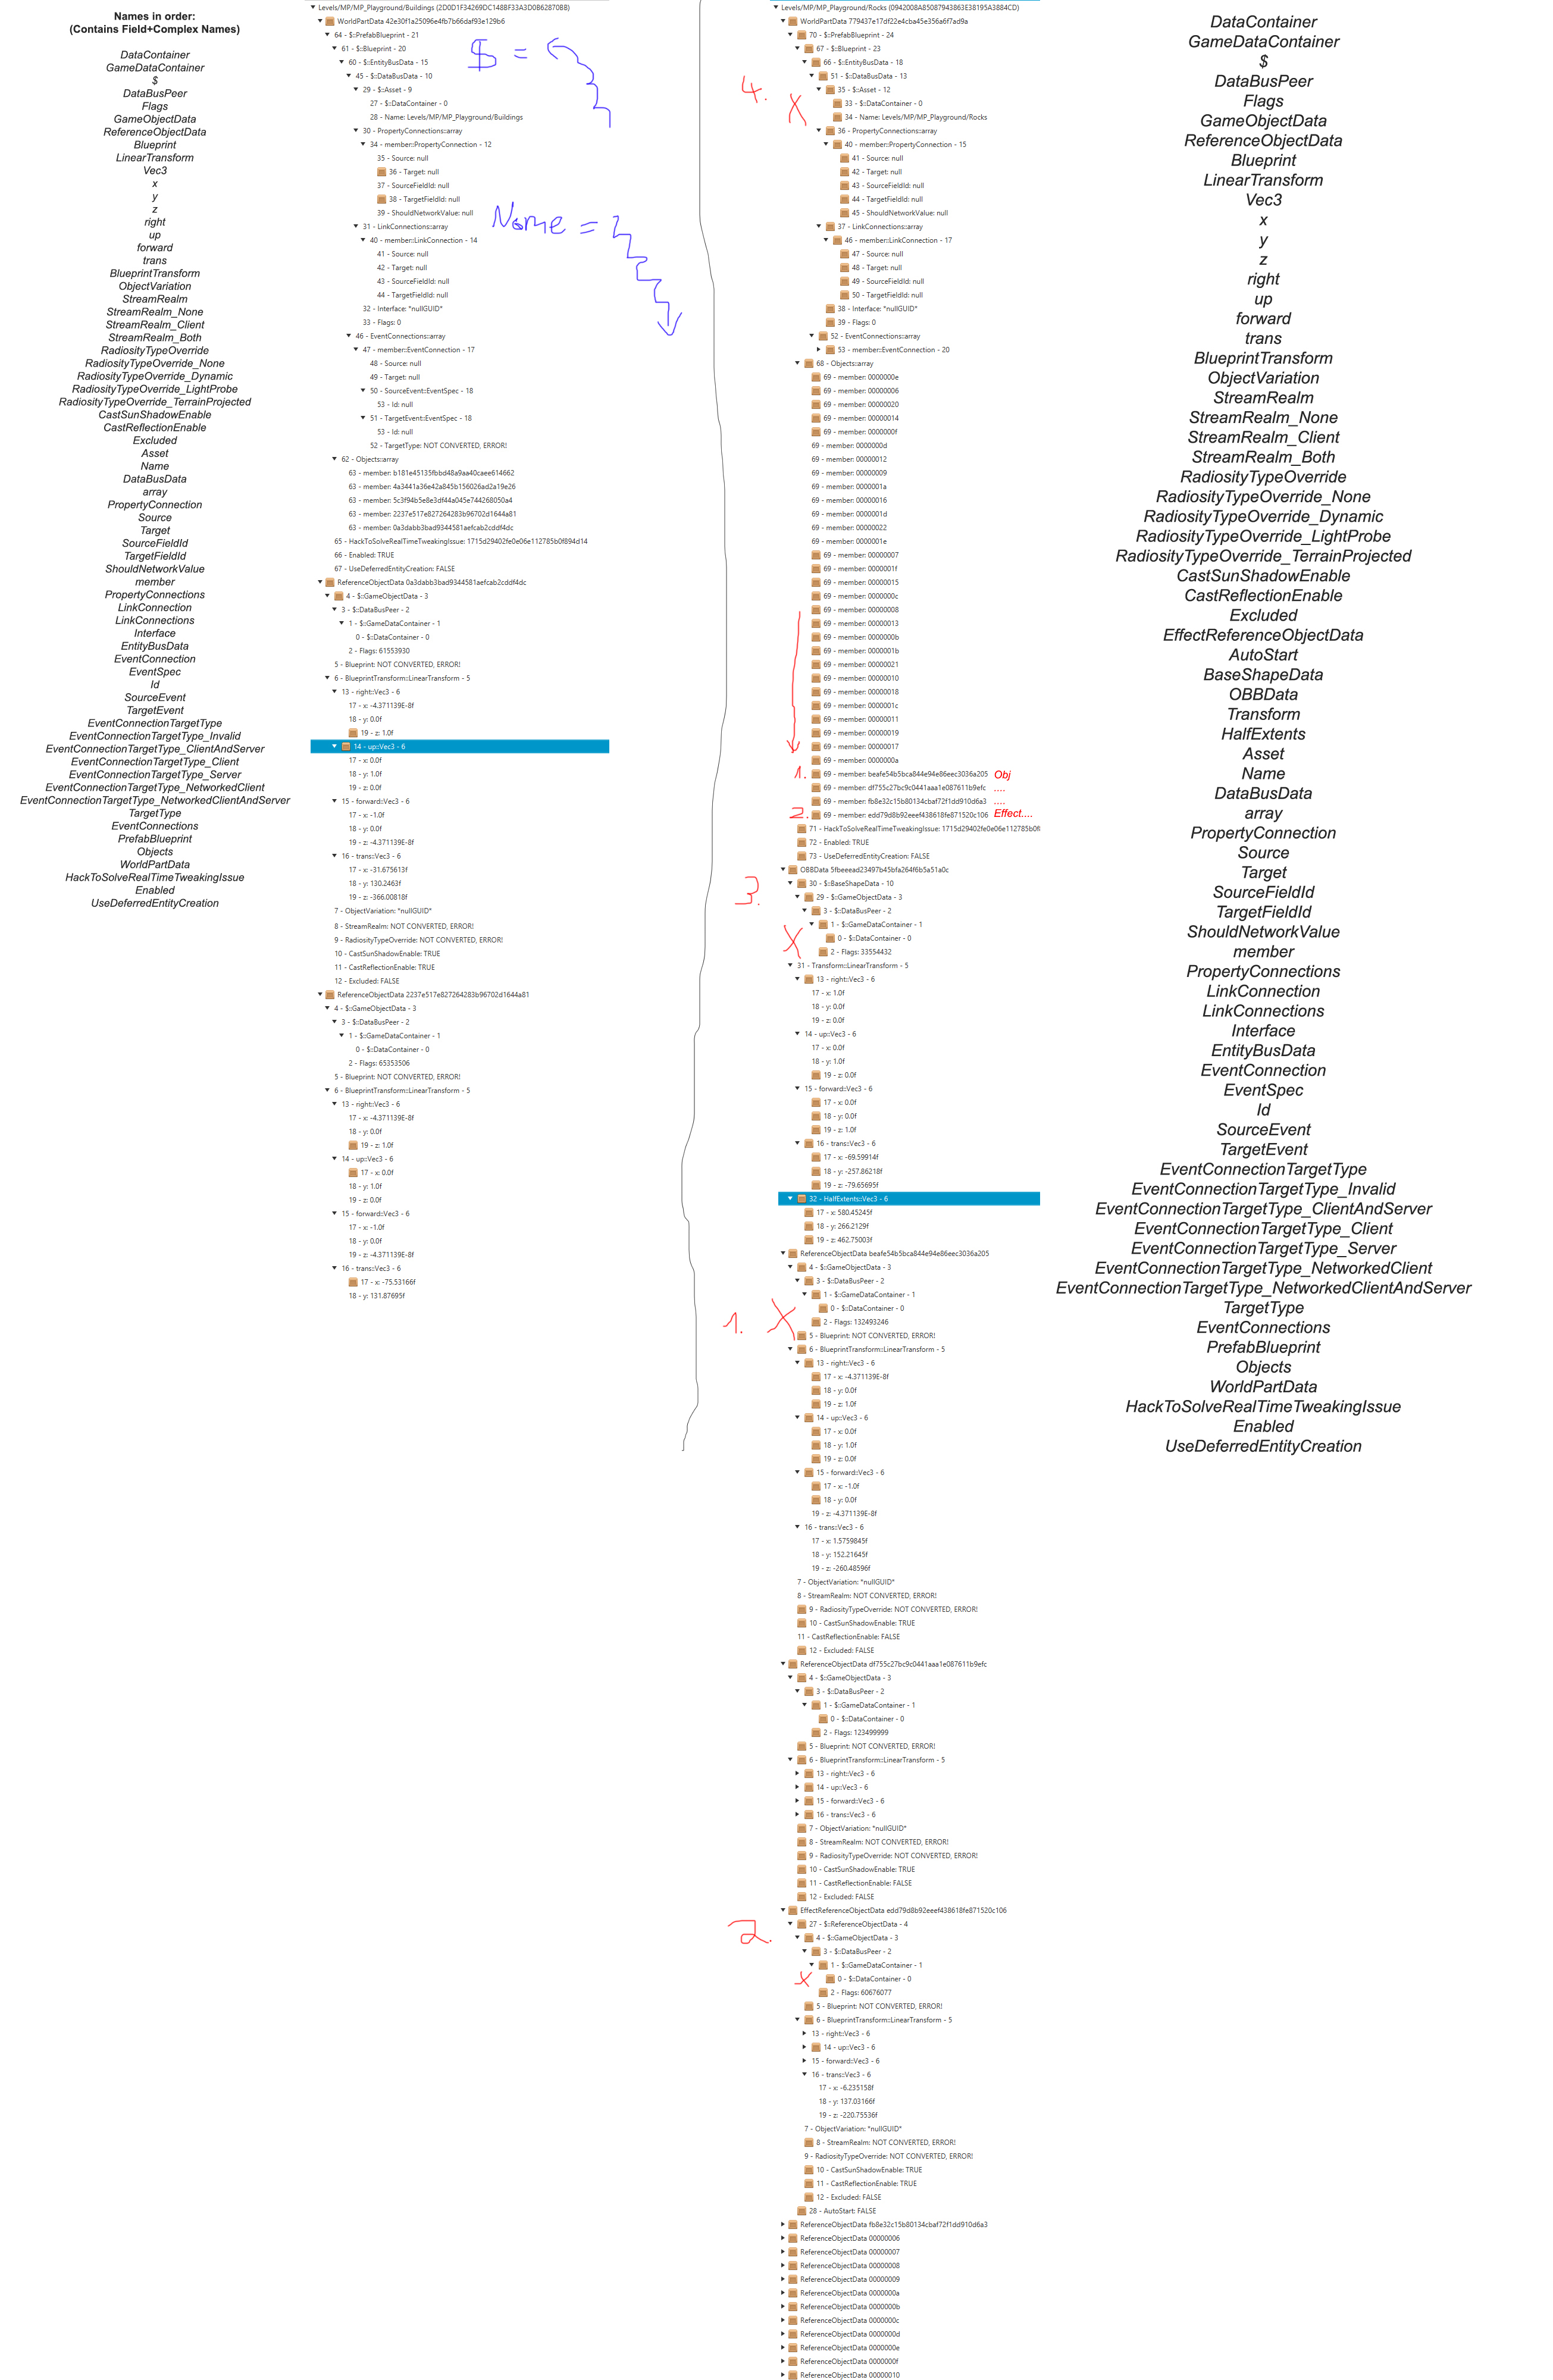 Names in order:
(Contains Field+Complex Names)
DataContainer
GameDataContainer
$
DataBusPeer
Flags
GameObjectData
ReferenceObjectData
Blueprint
LinearTransform
Vec3
x
y
z
right
up
forward
trans
BlueprintTransform
ObjectVariation
StreamRealm
StreamRealm_None
StreamRealm_Client
StreamRealm_Both
RadiosityTypeOverride
RadiosityTypeOverride_None
RadiosityTypeOverride_Dynamic
RadiosityTypeOverride_LightProbe
RadiosityTypeOverride_TerrainProjected
CastSunShadowEnable
CastReflectionEnable
Excluded
Asset
Name
DataBusData
array
PropertyConnection
Source
Target
SourceFieldId
TargetFieldId
ShouldNetworkValue
member
PropertyConnections
LinkConnection
LinkConnections
Interface
EntityBusData
EventConnection
EventSpec
Id
SourceEvent
TargetEvent
EventConnectionTargetType
EventConnectionTargetType_Invalid
EventConnectionTargetType_ClientAndServer
EventConnectionTargetType_Client
EventConnectionTargetType_Server
EventConnectionTargetType_NetworkedClient
EventConnectionTargetType_NetworkedClientAndServer
TargetType
EventConnections
PrefabBlueprint
Objects
WorldPartData
HackToSolveRealTimeTweakingIssue
Enabled
UseDeferredEntityCreation
Levels/MP/MP_Playground/Buildings (2D0D1F34269DC148BF33A3D0B6287088)
WorldPartData 42e30f1a25096e4fb7b66daf93e129b6
64 - $::PrefabBlueprint - 21
61 - $::Blueprint - 20
60 - $::EntityBusData - 15
45 - $::DataBusData - 10
29 - $::Asset - 9
27 - $::DataContainer - 0
28 - Name: Levels/MP/MP_Playground/Buildings
30 - PropertyConnections::array
34 - member::PropertyConnection - 12
35 - Source: null
36 - Target: null
37 - SourceFieldId: null
38 - TargetFieldId: null
39 - ShouldNetworkValue: null
31 - LinkConnections::array
40 - member::LinkConnection - 14
41 - Source: null
42 - Target: null
43 - SourceFieldId: null
44 - TargetFieldId: null
32 - Interface: *nullGUID*
33 - Flags: 0
46 - EventConnections::array
47 - member::EventConnection - 17
48 - Source: null
49 - Target: null
50 - SourceEvent::EventSpec - 18
53 - Id: null
51 - TargetEvent::EventSpec - 18
53 - Id: null
52 - TargetType: NOT CONVERTED, ERROR!
62 - Objects::array
63 - member: b181e45135fbbd48a9aa40caee614662
63 - member: 4a3441a36e42a845b156026ad2a19e26
63 - member: 5c3f94b5e8e3df44a045e744268050a4
63 - member: 2237e517e827264283b96702d1644a81
63 - member: 0a3dabb3bad9344581aefcab2cddf4dc
65 - HackToSolveRealTimeTweakingIssue: 1715d29402fe0e06e112785b0f894d14
66 - Enabled: TRUE
67 - UseDeferredEntityCreation: FALSE
ReferenceObjectData 0a3dabb3bad9344581aefcab2cddf4dc
4 - $::GameObjectData - 3
3 - $::DataBusPeer - 2
1 - $::GameDataContainer - 1
0 - $::DataContainer - 0
2 - Flags: 61553930
5 - Blueprint: NOT CONVERTED, ERROR!
6 - BlueprintTransform::LinearTransform - 5
13 - right::Vec3 - 6
17 - x: -4.371139E-8f
18 - y: 0.0f
19 - z: 1.0f
14 - up::Vec3 - 6
17 - x: 0.0f
18 - y: 1.0f
19 - z: 0.0f
15 - forward::Vec3 - 6
17 - x: -1.0f
18 - y: 0.0f
19 - z: -4.371139E-8f
16 - trans::Vec3 - 6
17 - x: -31.675613f
18 - y: 130.2463f
19 - z: -366.00818f
7 - ObjectVariation: *nullGUID*
8 - StreamRealm: NOT CONVERTED, ERROR!
9 - RadiosityTypeOverride: NOT CONVERTED, ERROR!
10 - CastSunShadowEnable: TRUE
11 - CastReflectionEnable: TRUE
12 - Excluded: FALSE
ReferenceObjectData 2237e517e827264283b96702d1644a81
4 - $::GameObjectData - 3
3 - $::DataBusPeer - 2
1 - $::GameDataContainer - 1
0 - $::DataContainer - 0
2 - Flags: 65353506
5 - Blueprint: NOT CONVERTED, ERROR!
6 - BlueprintTransform::LinearTransform - 5
13 - right::Vec3 - 6
17 - x: -4.371139E-8f
18 - y: 0.0f
19 - z: 1.0f
14 - up::Vec3 - 6
17 - x: 0.0f
18 - y: 1.0f
19 - z: 0.0f
15 - forward::Vec3 - 6
17 - x: -1.0f
18 - y: 0.0f
19 - z: -4.371139E-8f
16 - trans::Vec3 - 6
17 - x: -75.53166f
18 - y: 131.87695f
$ =
Name =
Levels/MP/MP_Playground/Rocks (0942008A85087943863E38195A3884CD)
WorldPartData 779437e17df22e4cba45e356a6f7ad9a
70 - $::PrefabBlueprint - 24
67 - $::Blueprint - 23
66 - $::EntityBusData - 18
51 - $::DataBusData - 13
4. X
35 - $::Asset - 12
33 - $::DataContainer - 0
34 - Name: Levels/MP/MP_Playground/Rocks
36 - PropertyConnections::array
40 - member::PropertyConnection - 15
41 - Source: null
42 - Target: null
43 - SourceFieldId: null
44 - TargetFieldId: null
45 - ShouldNetworkValue: null
37 - LinkConnections::array
46 - member::LinkConnection - 17
47 - Source: null
48 - Target: null
49 - SourceFieldId: null
50 - TargetFieldId: null
38 - Interface: *nullGUID*
39 - Flags: 0
52 - EventConnections::array
53 - member::EventConnection - 20
68 - Objects::array
69 - member: 0000000e
69 - member: 00000006
69 - member: 00000020
69 - member: 00000014
69 - member: 0000000f
69 - member: 0000000d
69 - member: 00000012
69 - member: 00000009
69 - member: 0000001a
69 - member: 00000016
69 - member: 0000001d
69 - member: 00000022
69 - member: 0000001e
69 - member: 00000007
69 - member: 0000001f
69 - member: 00000015
69 - member: 0000000c
69 - member: 00000008
69 - member: 00000013
69 - member: 0000000b
69 - member: 0000001b
69 - member: 00000021
69 - member: 00000010
69 - member: 00000018
69 - member: 0000001c
69 - member: 00000011
69 - member: 00000019
69 - member: 00000017
69 - member: 0000000a
1. 69 - member: beafe54b5bca844e94e86eec3036a205 Obj
69 - member: df755c27bc9c0441aaa1e087611b9efc ....
69 - member: fb8e32c15b80134cbaf72f1dd910d6a3 ....
2. 69 - member: edd79d8b92eeef438618fe871520c106 Effect....
71 - HackToSolveRealTimeTweakingIssue: 1715d29402fe0e06e112785b0f
72 - Enabled: TRUE
73 - UseDeferredEntityCreation: FALSE
OBBData 5fbeeead23497b45bfa264f6b5a51a0c
3. X
30 - $::BaseShapeData - 10
29 - $::GameObjectData - 3
3 - $::DataBusPeer - 2
1 - $::GameDataContainer - 1
0 - $::DataContainer - 0
2 - Flags: 33554432
31 - Transform::LinearTransform - 5
13 - right::Vec3 - 6
17 - x: 1.0f
18 - y: 0.0f
19 - z: 0.0f
14 - up::Vec3 - 6
17 - x: 0.0f
18 - y: 1.0f
19 - z: 0.0f
15 - forward::Vec3 - 6
17 - x: 0.0f
18 - y: 0.0f
19 - z: 1.0f
16 - trans::Vec3 - 6
17 - x: -69.59914f
18 - y: -257.86218f
19 - z: -79.65695f
32 - HalfExtents::Vec3 - 6
17 - x: 580.45245f
18 - y: 266.2129f
19 - z: 462.75003f
ReferenceObjectData beafe54b5bca844e94e86eec3036a205
4 - $::GameObjectData - 3
3 - $::DataBusPeer - 2
1 - $::GameDataContainer - 1
0 - $::DataContainer - 0
1. X
2 - Flags: 132493246
5 - Blueprint: NOT CONVERTED, ERROR!
6 - BlueprintTransform::LinearTransform - 5
13 - right::Vec3 - 6
17 - x: -4.371139E-8f
18 - y: 0.0f
19 - z: 1.0f
14 - up::Vec3 - 6
17 - x: 0.0f
18 - y: 1.0f
19 - z: 0.0f
15 - forward::Vec3 - 6
17 - x: -1.0f
18 - y: 0.0f
19 - z: -4.371139E-8f
16 - trans::Vec3 - 6
17 - x: 1.5759845f
18 - y: 152.21645f
19 - z: -260.48596f
7 - ObjectVariation: *nullGUID*
8 - StreamRealm: NOT CONVERTED, ERROR!
9 - RadiosityTypeOverride: NOT CONVERTED, ERROR!
10 - CastSunShadowEnable: TRUE
11 - CastReflectionEnable: FALSE
12 - Excluded: FALSE
ReferenceObjectData df755c27bc9c0441aaa1e087611b9efc
4 - $::GameObjectData - 3
3 - $::DataBusPeer - 2
1 - $::GameDataContainer - 1
0 - $::DataContainer - 0
2 - Flags: 123499999
5 - Blueprint: NOT CONVERTED, ERROR!
6 - BlueprintTransform::LinearTransform - 5
13 - right::Vec3 - 6
14 - up::Vec3 - 6
15 - forward::Vec3 - 6
16 - trans::Vec3 - 6
7 - ObjectVariation: *nullGUID*
8 - StreamRealm: NOT CONVERTED, ERROR!
9 - RadiosityTypeOverride: NOT CONVERTED, ERROR!
10 - CastSunShadowEnable: TRUE
11 - CastReflectionEnable: FALSE
12 - Excluded: FALSE
EffectReferenceObjectData edd79d8b92eeef438618fe871520c106
27 - $::ReferenceObjectData - 4
2.
4 - $::GameObjectData - 3
3 - $::DataBusPeer - 2
1 - $::GameDataContainer - 1
X
0 - $::DataContainer - 0
2 - Flags: 60676077
5 - Blueprint: NOT CONVERTED, ERROR!
6 - BlueprintTransform::LinearTransform - 5
13 - right::Vec3 - 6
14 - up::Vec3 - 6
15 - forward::Vec3 - 6
16 - trans::Vec3 - 6
17 - x: -6.235158f
18 - y: 137.03166f
19 - z: -220.75536f
7 - ObjectVariation: *nullGUID*
8 - StreamRealm: NOT CONVERTED, ERROR!
9 - RadiosityTypeOverride: NOT CONVERTED, ERROR!
10 - CastSunShadowEnable: TRUE
11 - CastReflectionEnable: TRUE
12 - Excluded: FALSE
28 - AutoStart: FALSE
ReferenceObjectData fb8e32c15b80134cbaf72f1dd910d6a3
ReferenceObjectData 00000006
ReferenceObjectData 00000007
ReferenceObjectData 00000008
ReferenceObjectData 00000009
ReferenceObjectData 0000000a
ReferenceObjectData 0000000b
ReferenceObjectData 0000000c
ReferenceObjectData 0000000d
ReferenceObjectData 0000000e
ReferenceObjectData 0000000f
ReferenceObjectData 00000010
DataContainer
GameDataContainer
$
DataBusPeer
Flags
GameObjectData
ReferenceObjectData
Blueprint
LinearTransform
Vec3
x
y
z
right
up
forward
trans
BlueprintTransform
ObjectVariation
StreamRealm
StreamRealm_None
StreamRealm_Client
StreamRealm_Both
RadiosityTypeOverride
RadiosityTypeOverride_None
RadiosityTypeOverride_Dynamic
RadiosityTypeOverride_LightProbe
RadiosityTypeOverride_TerrainProjected
CastSunShadowEnable
CastReflectionEnable
Excluded
EffectReferenceObjectData
AutoStart
BaseShapeData
OBBData
Transform
HalfExtents
Asset
Name
DataBusData
array
PropertyConnection
Source
Target
SourceFieldId
TargetFieldId
ShouldNetworkValue
member
PropertyConnections
LinkConnection
LinkConnections
Interface
EntityBusData
EventConnection
EventSpec
Id
SourceEvent
TargetEvent
EventConnectionTargetType
EventConnectionTargetType_Invalid
EventConnectionTargetType_ClientAndServer
EventConnectionTargetType_Client
EventConnectionTargetType_Server
EventConnectionTargetType_NetworkedClient
EventConnectionTargetType_NetworkedClientAndServer
TargetType
EventConnections
PrefabBlueprint
Objects
WorldPartData
HackToSolveRealTimeTweakingIssue
Enabled
UseDeferredEntityCreation